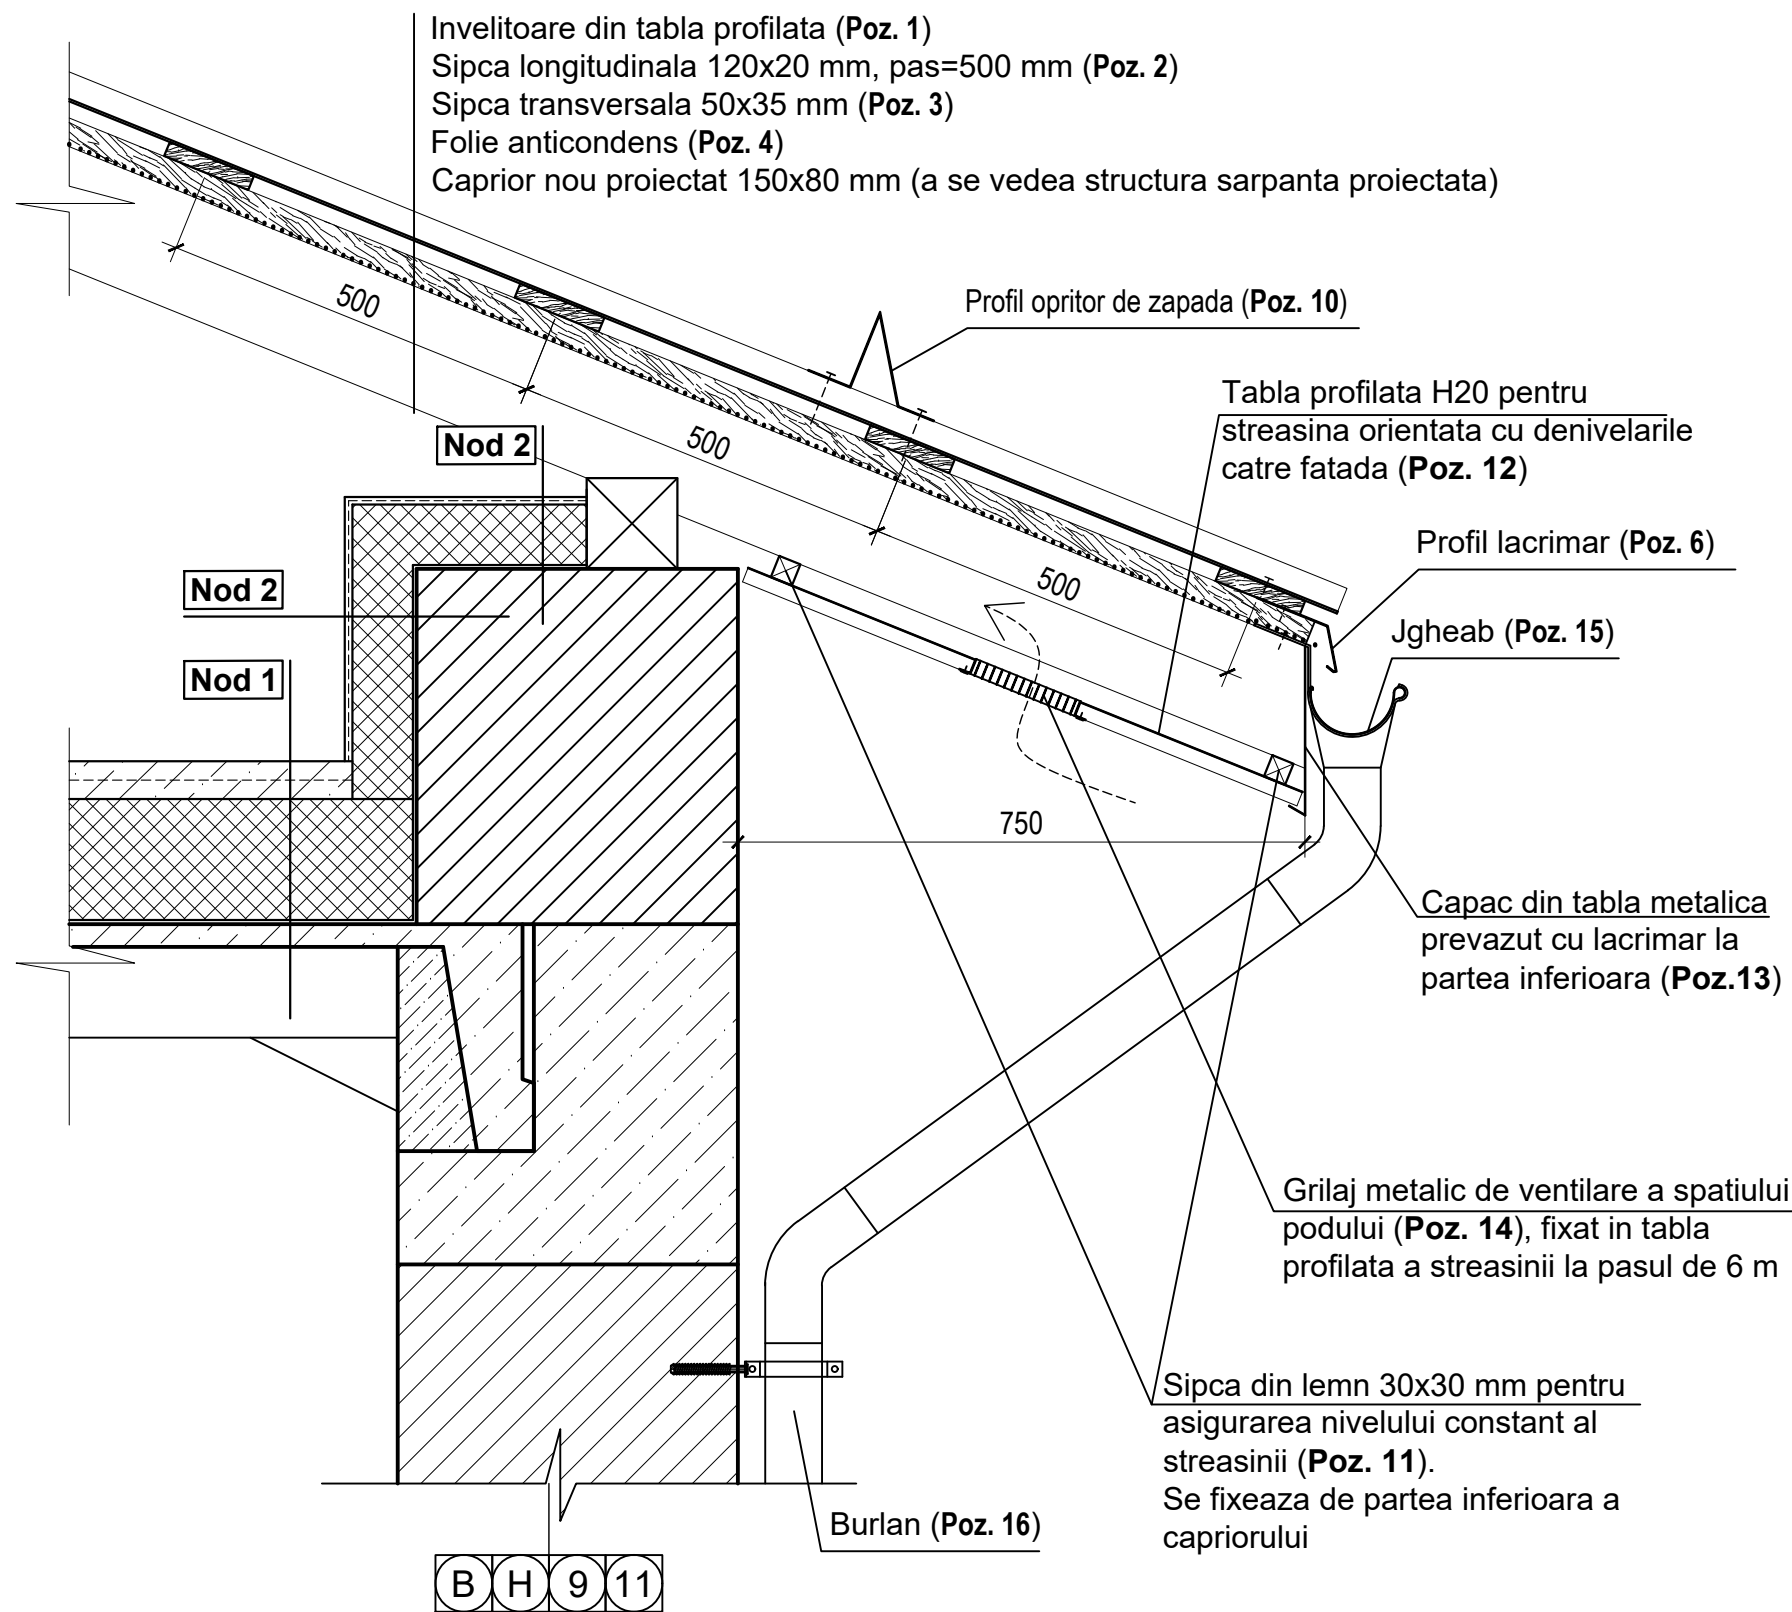 Invelitoare din tabla profilata (Poz. 1)
Sipca longitudinala 120x20 mm, pas=500 mm (Poz. 2)
Sipca transversala 50x35 mm (Poz. 3)
Folie anticondens (Poz. 4)
Caprior nou proiectat 150x80 mm (a se vedea structura sarpanta proiectata)
500
Profil opritor de zapada (Poz. 10)
Tabla profilata H20 pentru
streasina orientata cu denivelarile
catre fatada (Poz. 12)
Nod 2
500
Profil lacrimar (Poz. 6)
Nod 2
500
Jgheab (Poz. 15)
Nod 1
750
Capac din tabla metalica
prevazut cu lacrimar la
partea inferioara (Poz.13)
Grilaj metalic de ventilare a spatiului
podului (Poz. 14), fixat in tabla
profilata a streasinii la pasul de 6 m
Sipca din lemn 30x30 mm pentru
asigurarea nivelului constant al
streasinii (Poz. 11).
Se fixeaza de partea inferioara a
capriorului
Burlan (Poz. 16)
B H 9 11